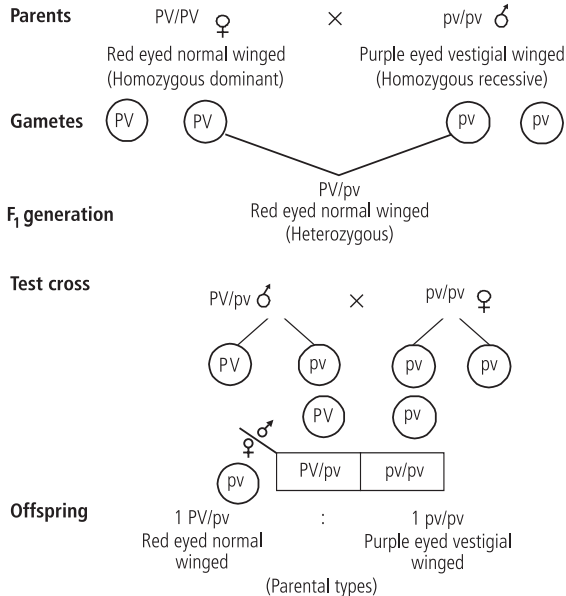 Parents PV/PV ♀ × pv/pv ♂
Red eyed normal winged Purple eyed vestigial winged
(Homozygous dominant) (Homozygous recessive)
Gametes PV PV pv pv
PV/pv
F1 generation Red eyed normal winged
(Heterozygous)
Test cross PV/pv ♂ × pv/pv ♀
PV pv pv pv
PV pv
♀ ♂
pv PV/pv pv/pv
Offspring 1 PV/pv : 1 pv/pv
Red eyed normal Purple eyed vestigial
winged winged
(Parental types)